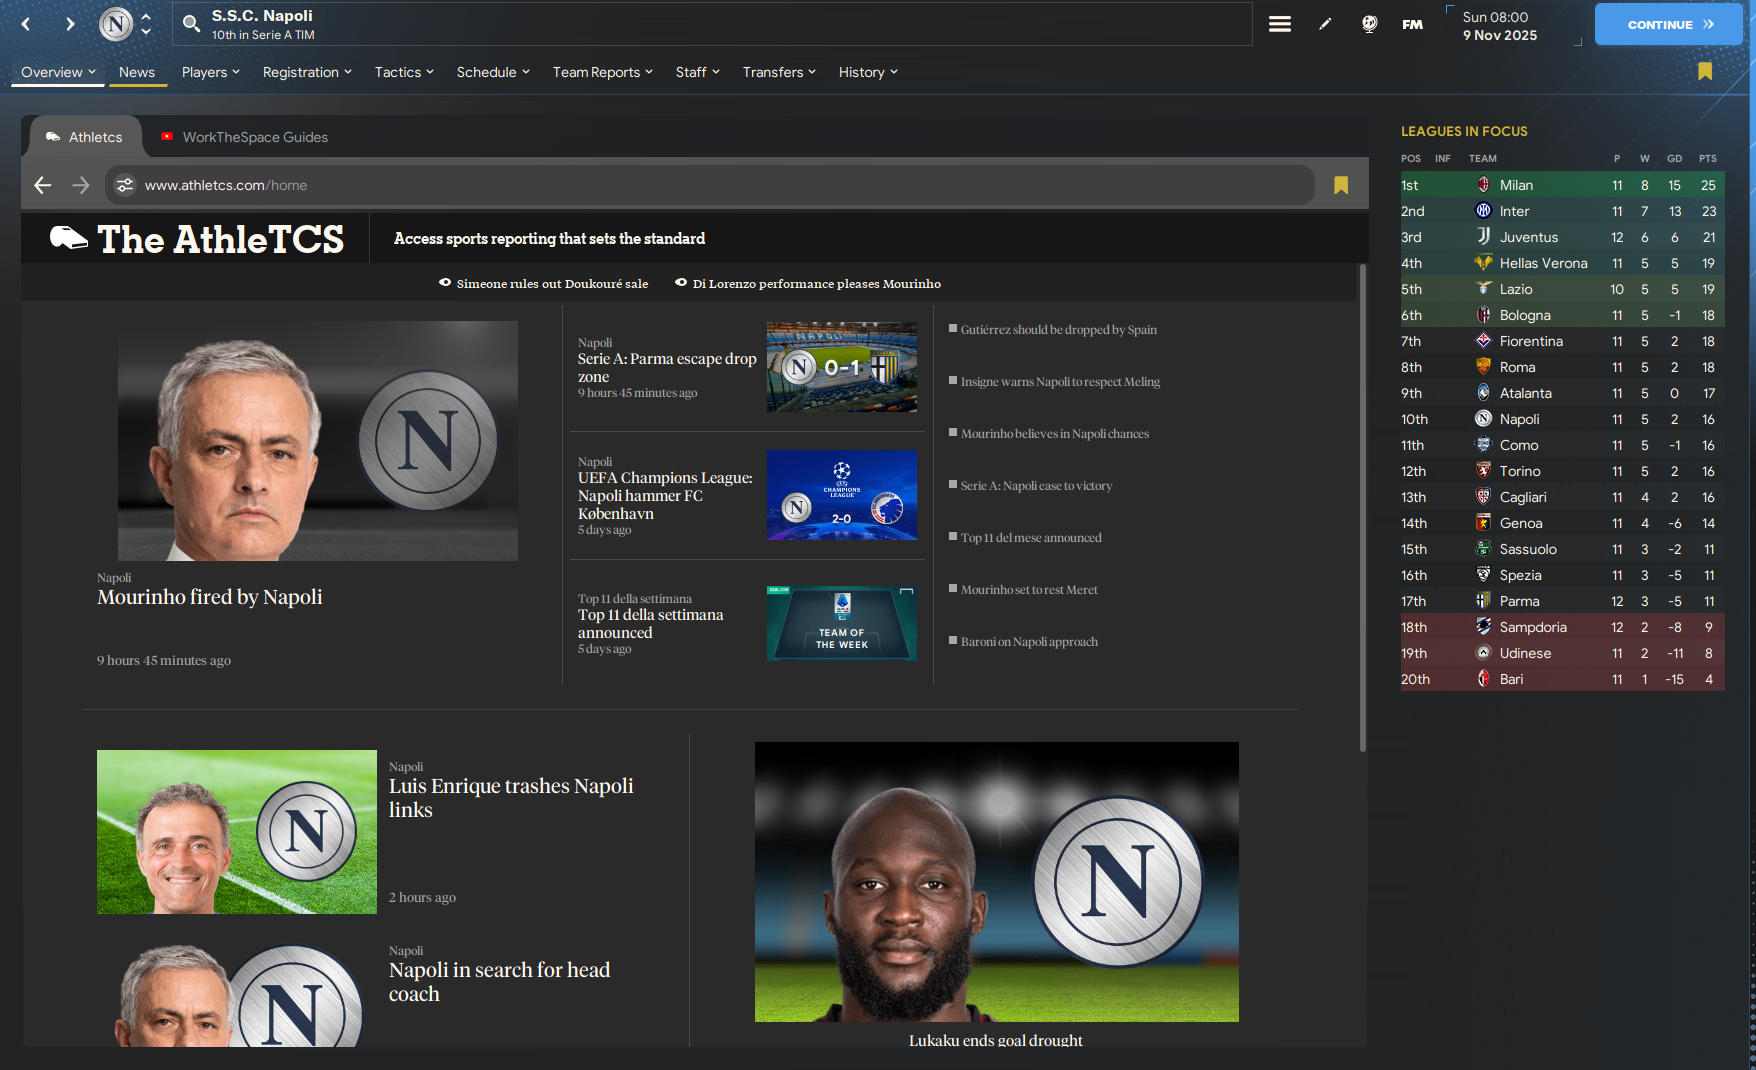 S.S.C. Napoli
10th in Serie A TIM
FM
Sun 08:00
9 Nov 2025
CONTINUE
Overview
News
Players
Registration
Tactics
Schedule
Team Reports
Staff
Transfers
History
Athletcs
WorkTheSpace Guides
www.athletcs.com/home
The AthleTCS
Access sports reporting that sets the standard
Simeone rules out Doukouré sale
Di Lorenzo performance pleases Mourinho
N
Napoli
Mourinho fired by Napoli
9 hours 45 minutes ago
Napoli
Serie A: Parma escape drop
zone
9 hours 45 minutes ago
NAPOLI
N 0-1
Napoli
UEFA Champions League:
Napoli hammer FC
København
5 days ago
CHAMPIONS
LEAGUE
N
2-0
Top 11 della settimana
Top 11 della settimana
announced
5 days ago
TEAM OF
THE WEEK
Gutiérrez should be dropped by Spain
Insigne warns Napoli to respect Meling
Mourinho believes in Napoli chances
Serie A: Napoli ease to victory
Top 11 del mese announced
Mourinho set to rest Meret
Baroni on Napoli approach
N
Napoli
Luis Enrique trashes Napoli
links
2 hours ago
N
Napoli
Napoli in search for head
coach
N
Lukaku ends goal drought
LEAGUES IN FOCUS
POS INF TEAM P W GD PTS
1st Milan 11 8 15 25
2nd Inter 11 7 13 23
3rd Juventus 12 6 6 21
4th Hellas Verona 11 5 5 19
5th Lazio 10 5 5 19
6th Bologna 11 5 -1 18
7th Fiorentina 11 5 2 18
8th Roma 11 5 2 18
9th Atalanta 11 5 0 17
10th Napoli 11 5 2 16
11th Como 11 5 -1 16
12th Torino 11 5 2 16
13th Cagliari 11 4 2 16
14th Genoa 11 4 -6 14
15th Sassuolo 11 3 -2 11
16th Spezia 11 3 -5 11
17th Parma 12 3 -5 11
18th Sampdoria 12 2 -8 9
19th Udinese 11 2 -11 8
20th Bari 11 1 -15 4